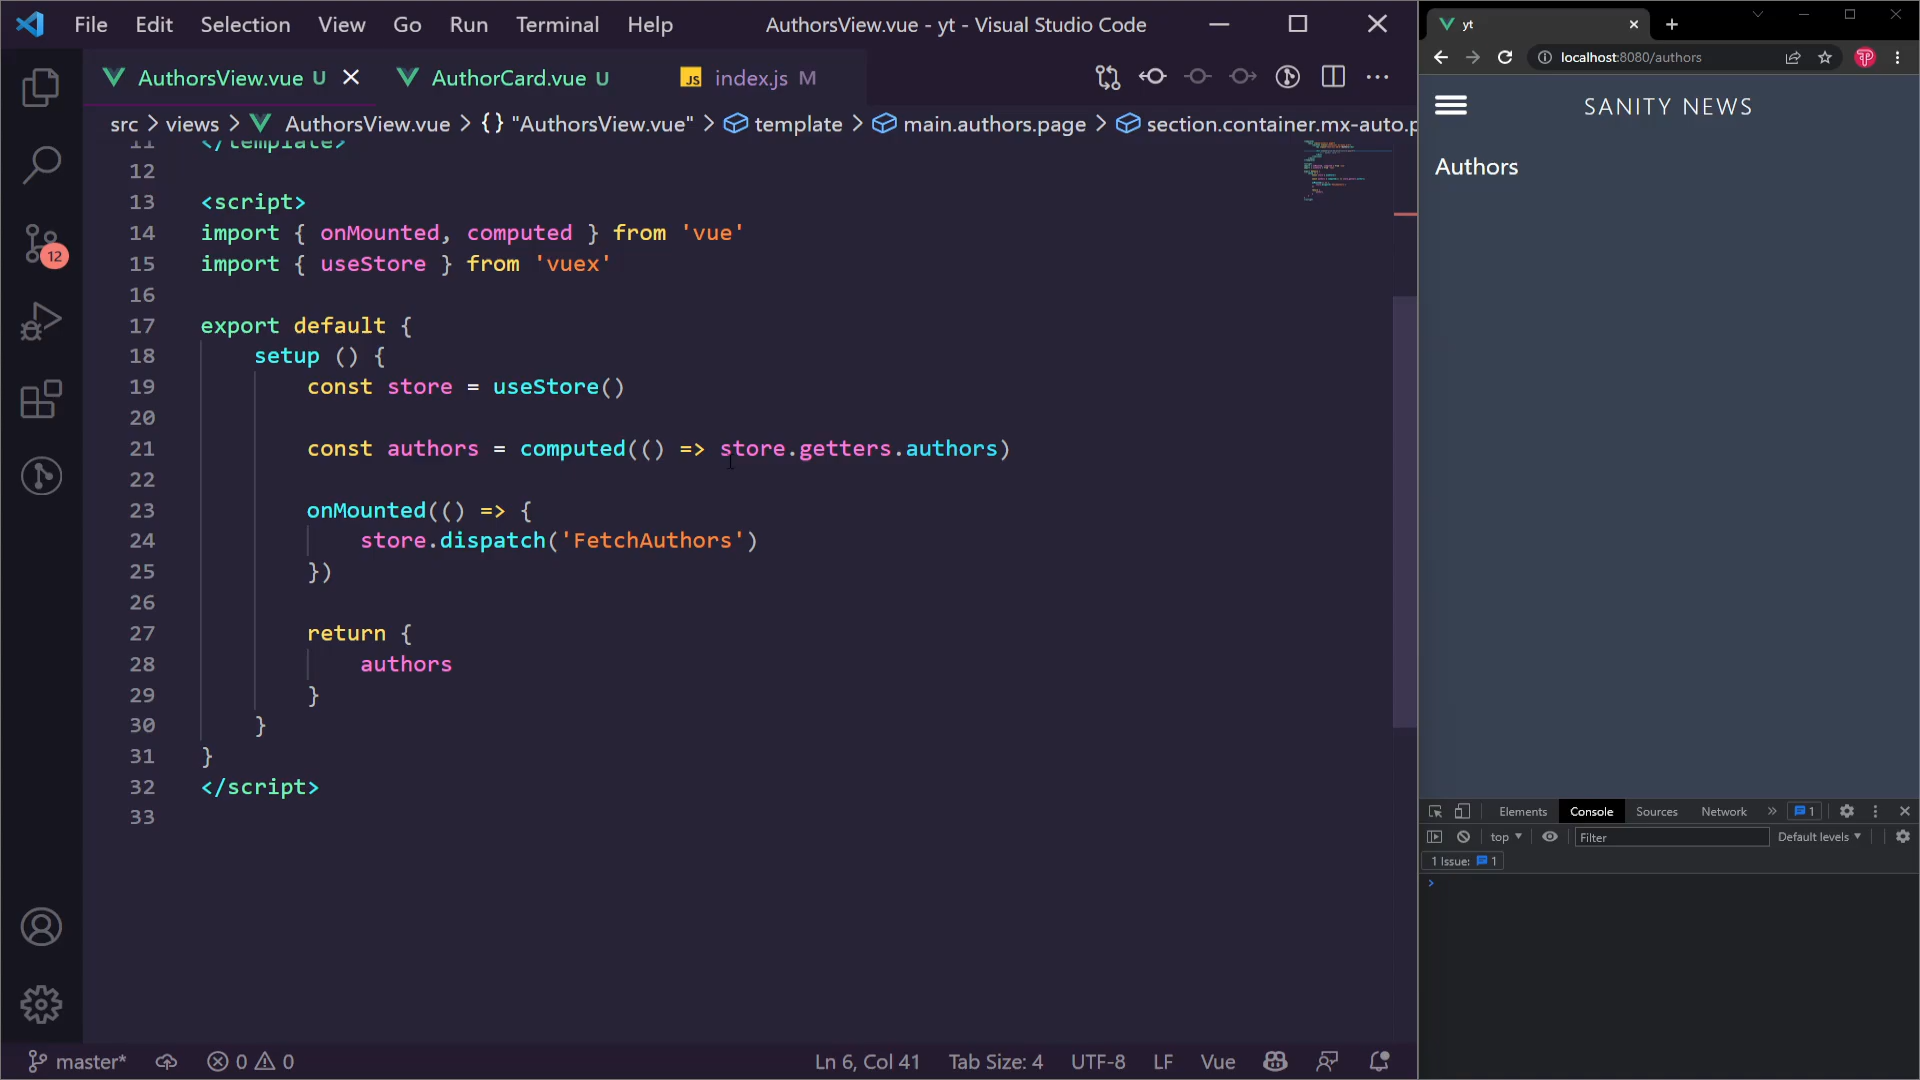 File Edit Selection View Go Run Terminal Help AuthorsView.vue - yt - Visual Studio Code
AuthorsView.vue U AuthorCard.vue U JS index.js M
src > views > AuthorsView.vue > {} "AuthorsView.vue" > template > main.authors.page > section.container.mx-auto.p
11 </template>
12
13 <script>
14 import { onMounted, computed } from 'vue'
15 import { useStore } from 'vuex'
16
17 export default {
18 setup () {
19 const store = useStore()
20
21 const authors = computed(() => store.getters.authors)
22
23 onMounted(() => {
24 store.dispatch('FetchAuthors')
25 })
26
27 return {
28 authors
29 }
30 }
31 }
32 </script>
33
12
master* 0 0 Ln 6, Col 41 Tab Size: 4 UTF-8 LF Vue
yt
localhost:8080/authors
SANITY NEWS
Authors
Elements Console Sources Network » 1
top Filter Default levels
1 Issue: 1
>